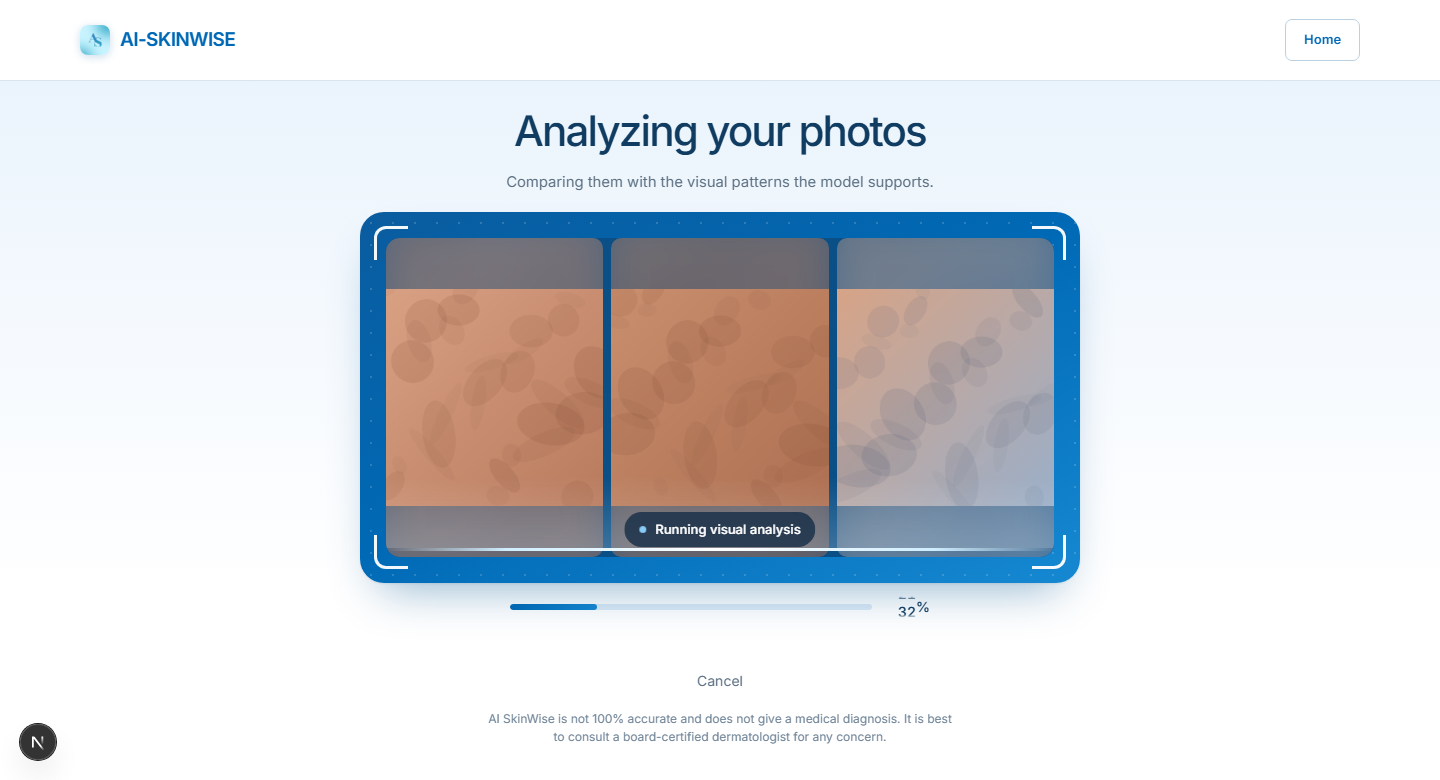 AI-SKINWISE
Home
Analyzing your photos
Comparing them with the visual patterns the model supports.
Running visual analysis
32%
Cancel
AI SkinWise is not 100% accurate and does not give a medical diagnosis. It is best
to consult a board-certified dermatologist for any concern.